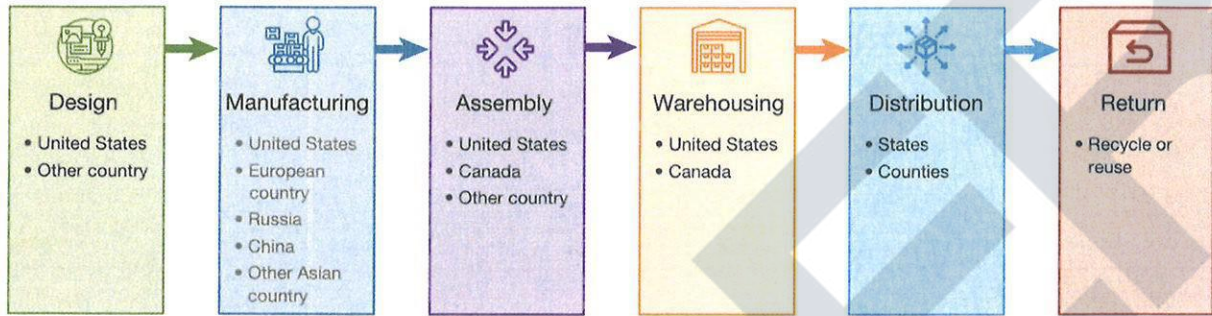 Design
• United States
• Other country
Manufacturing
• United States
• European
country
• Russia
• China
• Other Asian
country
Assembly
• United States
• Canada
• Other country
Warehousing
• United States
• Canada
Distribution
• States
• Counties
Return
• Recycle or
reuse